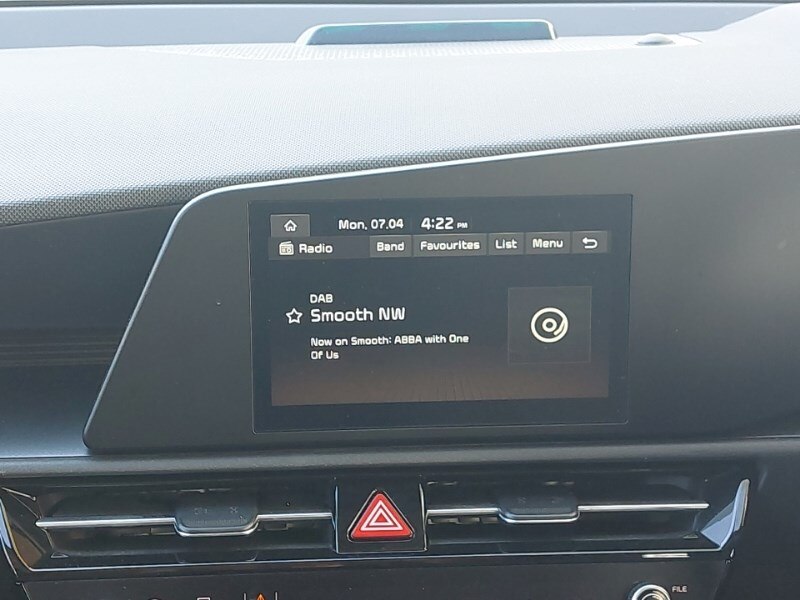 Mon. 07.04 4:22 PM
Radio Band Favourites List Menu
DAB
Smooth NW
Now on Smooth: ABBA with One
Of Us
FILE